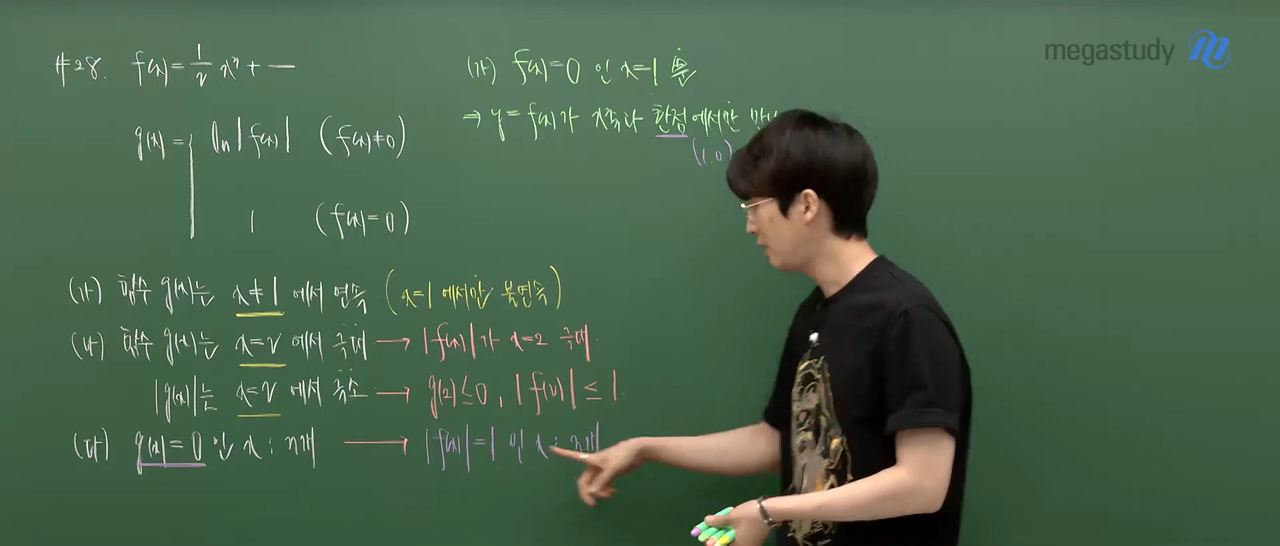 #28. f(x) = 1/2 x³ + —
g(x) = ln|f(x)| (f(x)≠0)
1 (f(x)=0)
(가) 함수 g(x)는 x≠1 에서 연속 (x=1 에서만 불연속)
(나) 함수 g(x)는 x=2 에서 극대 → |f(x)|가 x=2 극대
|g(x)|는 x=2 에서 극소 → g(2)≤0, |f(2)| ≤ 1
(다) g(x)=0 인 x : 3개 → |f(x)|=1 인 x : 3개
(가) f(x)=0 인 x=1 뿐
⇒ y=f(x)가 x축과 한점에서만
(1,0)
megastudy